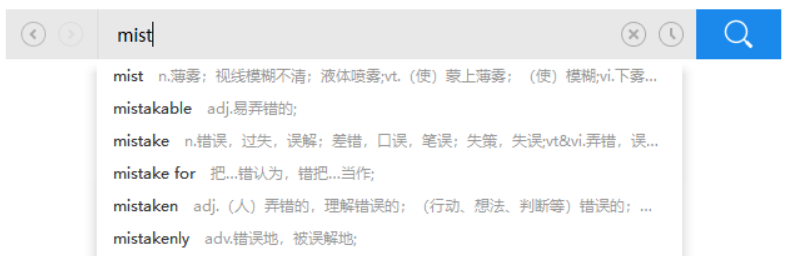 mist
mist n.薄雾；视线模糊不清；液体喷雾;vt.（使）蒙上薄雾；（使）模糊;vi.下雾...
mistakable adj.易弄错的;
mistake n.错误，过失，误解；差错，口误，笔误；失策，失误;vt&vi.弄错，误...
mistake for 把...错认为，错把...当作;
mistaken adj.（人）弄错的，理解错误的；（行动、想法、判断等）错误的；...
mistakenly adv.错误地，被误解地;